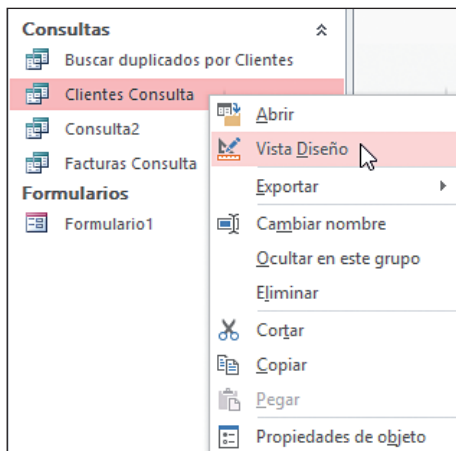 Consultas
Buscar duplicados por Clientes
Clientes Consulta
Consulta2
Facturas Consulta
Formularios
Formulario1
Abrir
Vista Diseño
Exportar
Cambiar nombre
Ocultar en este grupo
Eliminar
Cortar
Copiar
Pegar
Propiedades de objeto